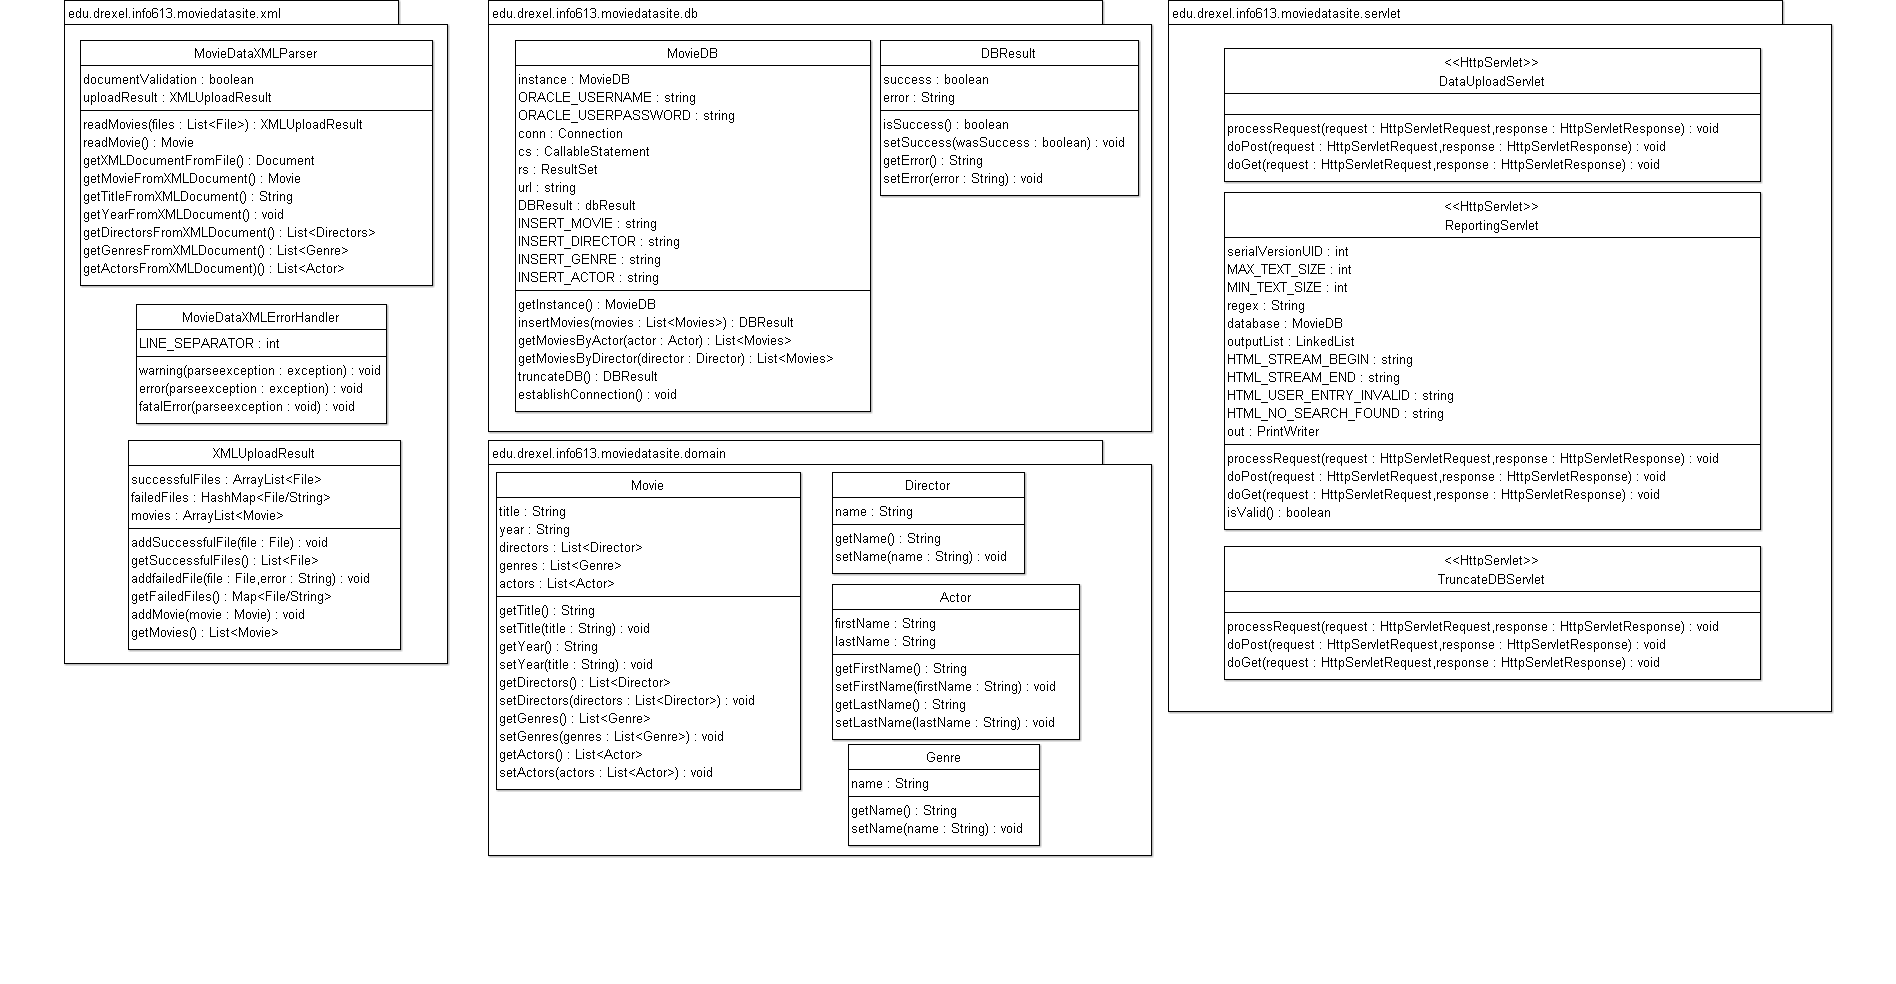 edu.drexel.info613.moviedatasite.xml
MovieDataXMLParser
documentValidation : boolean
uploadResult : XMLUploadResult
readMovies(files : List<File>) : XMLUploadResult
readMovie() : Movie
getXMLDocumentFromFile() : Document
getMovieFromXMLDocument() : Movie
getTitleFromXMLDocument() : String
getYearFromXMLDocument() : void
getDirectorsFromXMLDocument() : List<Directors>
getGenresFromXMLDocument() : List<Genre>
getActorsFromXMLDocument)() : List<Actor>
MovieDataXMLErrorHandler
LINE_SEPARATOR : int
warning(parseexception : exception) : void
error(parseexception : exception) : void
fatalError(parseexception : void) : void
XMLUploadResult
successfulFiles : ArrayList<File>
failedFiles : HashMap<File/String>
movies : ArrayList<Movie>
addSuccessfulFile(file : File) : void
getSuccessfulFiles() : List<File>
addfailedFile(file : File,error : String) : void
getFailedFiles() : Map<File/String>
addMovie(movie : Movie) : void
getMovies() : List<Movie>
edu.drexel.info613.moviedatasite.db
MovieDB
instance : MovieDB
ORACLE_USERNAME : string
ORACLE_USERPASSWORD : string
conn : Connection
cs : CallableStatement
rs : ResultSet
url : string
DBResult : dbResult
INSERT_MOVIE : string
INSERT_DIRECTOR : string
INSERT_GENRE : string
INSERT_ACTOR : string
getInstance() : MovieDB
insertMovies(movies : List<Movies>) : DBResult
getMoviesByActor(actor : Actor) : List<Movies>
getMoviesByDirector(director : Director) : List<Movies>
truncateDB() : DBResult
establishConnection() : void
DBResult
success : boolean
error : String
isSuccess() : boolean
setSuccess(wasSuccess : boolean) : void
getError() : String
setError(error : String) : void
edu.drexel.info613.moviedatasite.domain
Movie
title : String
year : String
directors : List<Director>
genres : List<Genre>
actors : List<Actor>
getTitle() : String
setTitle(title : String) : void
getYear() : String
setYear(title : String) : void
getDirectors() : List<Director>
setDirectors(directors : List<Director>) : void
getGenres() : List<Genre>
setGenres(genres : List<Genre>) : void
getActors() : List<Actor>
setActors(actors : List<Actor>) : void
Director
name : String
getName() : String
setName(name : String) : void
Actor
firstName : String
lastName : String
getFirstName() : String
setFirstName(firstName : String) : void
getLastName() : String
setLastName(lastName : String) : void
Genre
name : String
getName() : String
setName(name : String) : void
edu.drexel.info613.moviedatasite.servlet
<<HttpServlet>>
DataUploadServlet
processRequest(request : HttpServletRequest,response : HttpServletResponse) : void
doPost(request : HttpServletRequest,response : HttpServletResponse) : void
doGet(request : HttpServletRequest,response : HttpServletResponse) : void
<<HttpServlet>>
ReportingServlet
serialVersionUID : int
MAX_TEXT_SIZE : int
MIN_TEXT_SIZE : int
regex : String
database : MovieDB
outputList : LinkedList
HTML_STREAM_BEGIN : string
HTML_STREAM_END : string
HTML_USER_ENTRY_INVALID : string
HTML_NO_SEARCH_FOUND : string
out : PrintWriter
processRequest(request : HttpServletRequest,response : HttpServletResponse) : void
doPost(request : HttpServletRequest,response : HttpServletResponse) : void
doGet(request : HttpServletRequest,response : HttpServletResponse) : void
isValid() : boolean
<<HttpServlet>>
TruncateDBServlet
processRequest(request : HttpServletRequest,response : HttpServletResponse) : void
doPost(request : HttpServletRequest,response : HttpServletResponse) : void
doGet(request : HttpServletRequest,response : HttpServletResponse) : void